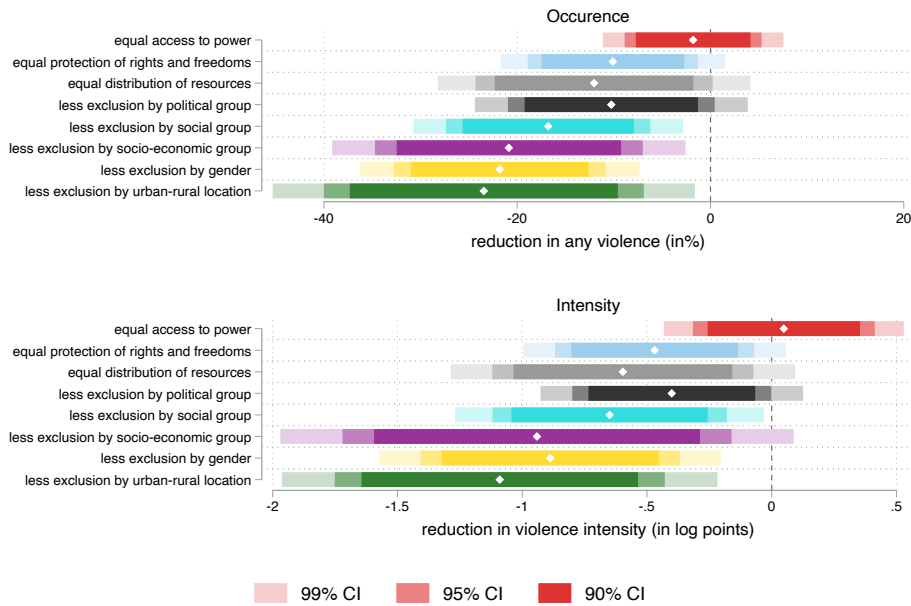 Occurence
equal access to power
equal protection of rights and freedoms
equal distribution of resources
less exclusion by political group
less exclusion by social group
less exclusion by socio-economic group
less exclusion by gender
less exclusion by urban-rural location
-40 -20 0 20
reduction in any violence (in%)
Intensity
equal access to power
equal protection of rights and freedoms
equal distribution of resources
less exclusion by political group
less exclusion by social group
less exclusion by socio-economic group
less exclusion by gender
less exclusion by urban-rural location
-2 -1.5 -1 -.5 0 .5
reduction in violence intensity (in log points)
99% CI 95% CI 90% CI